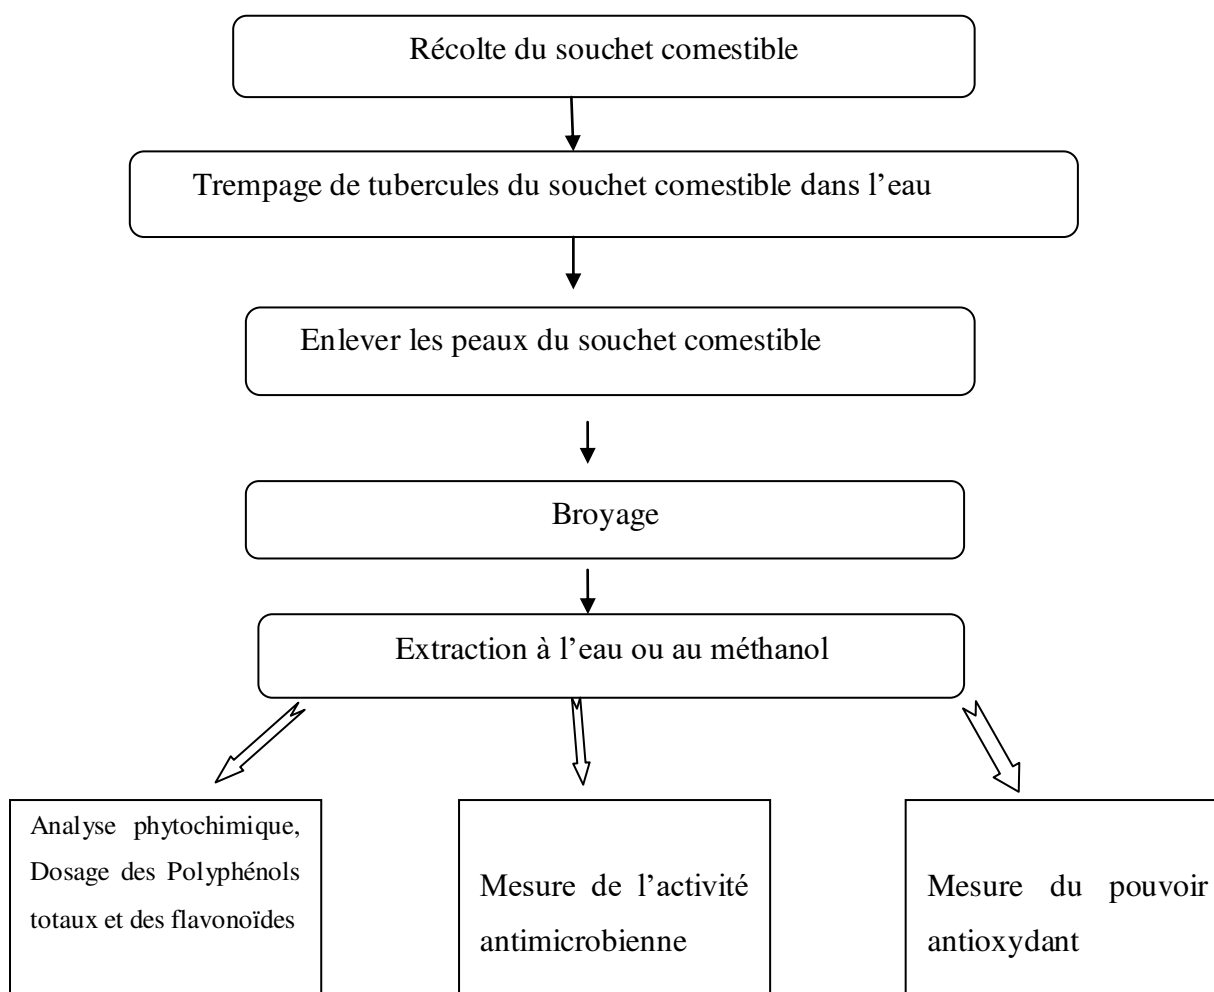 Récolte du souchet comestible
Trempage de tubercules du souchet comestible dans l’eau
Enlever les peaux du souchet comestible
Broyage
Extraction à l’eau ou au méthanol
Analyse phytochimique,
Dosage des Polyphénols
totaux et des flavonoïdes
Mesure de l’activité
antimicrobienne
Mesure du pouvoir
antioxydant